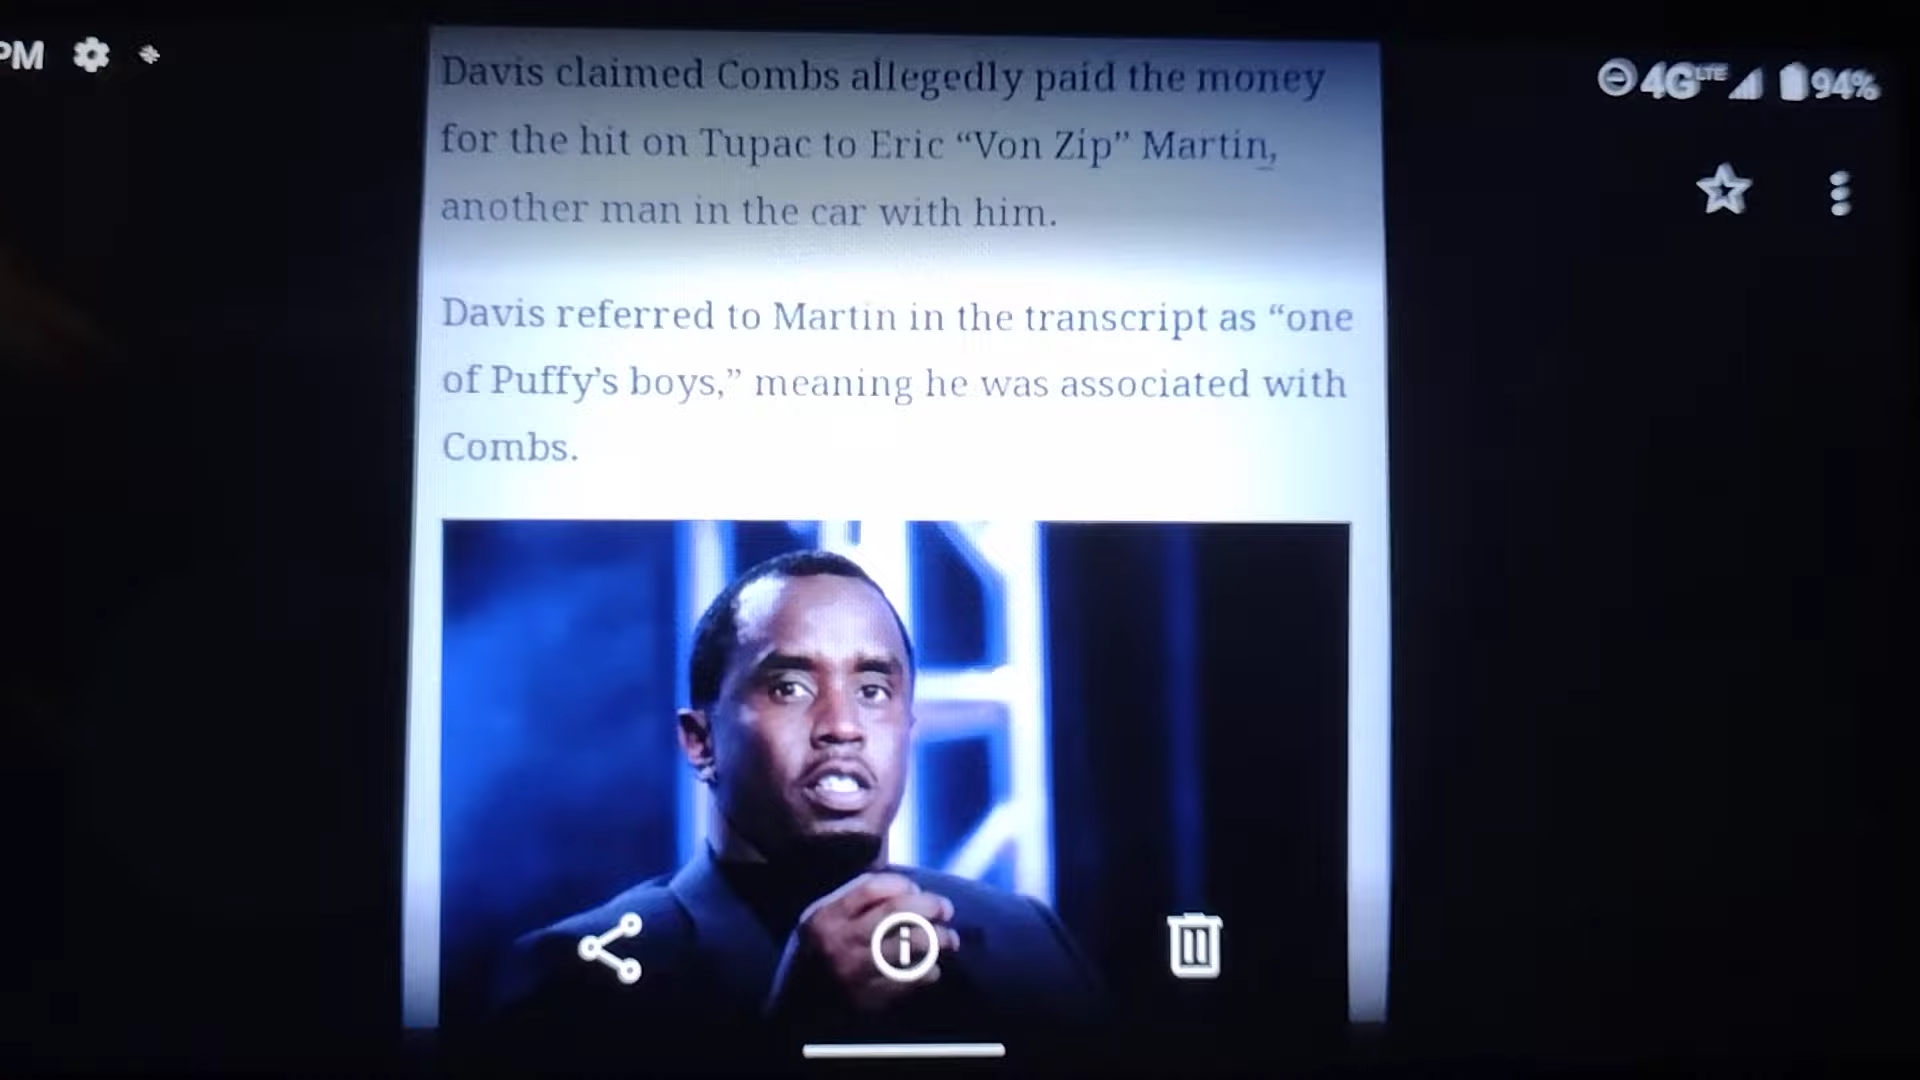 PM
4G LTE 94%
Davis claimed Combs allegedly paid the money
for the hit on Tupac to Eric “Von Zip” Martin,
another man in the car with him.
Davis referred to Martin in the transcript as “one
of Puffy’s boys,” meaning he was associated with
Combs.